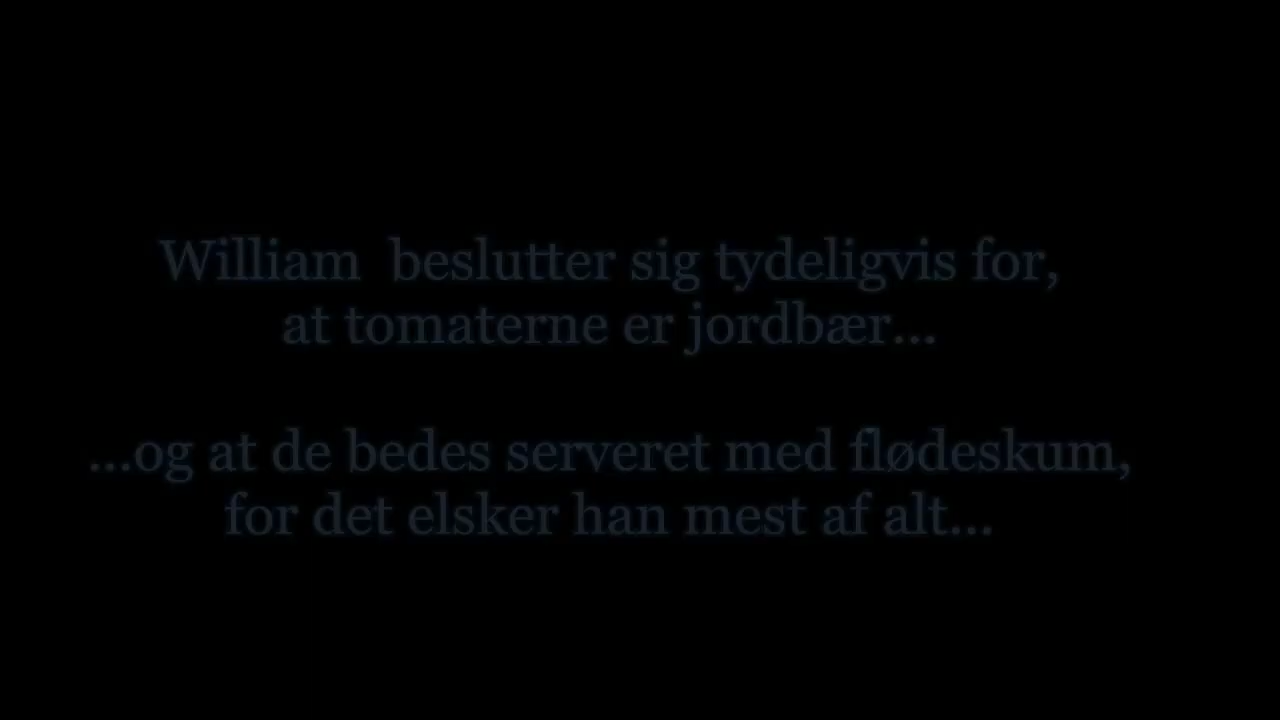 William  beslutter sig tydeligvis for,
at tomaterne er jordbær...
...og at de bedes serveret med flødeskum,
for det elsker han mest af alt...